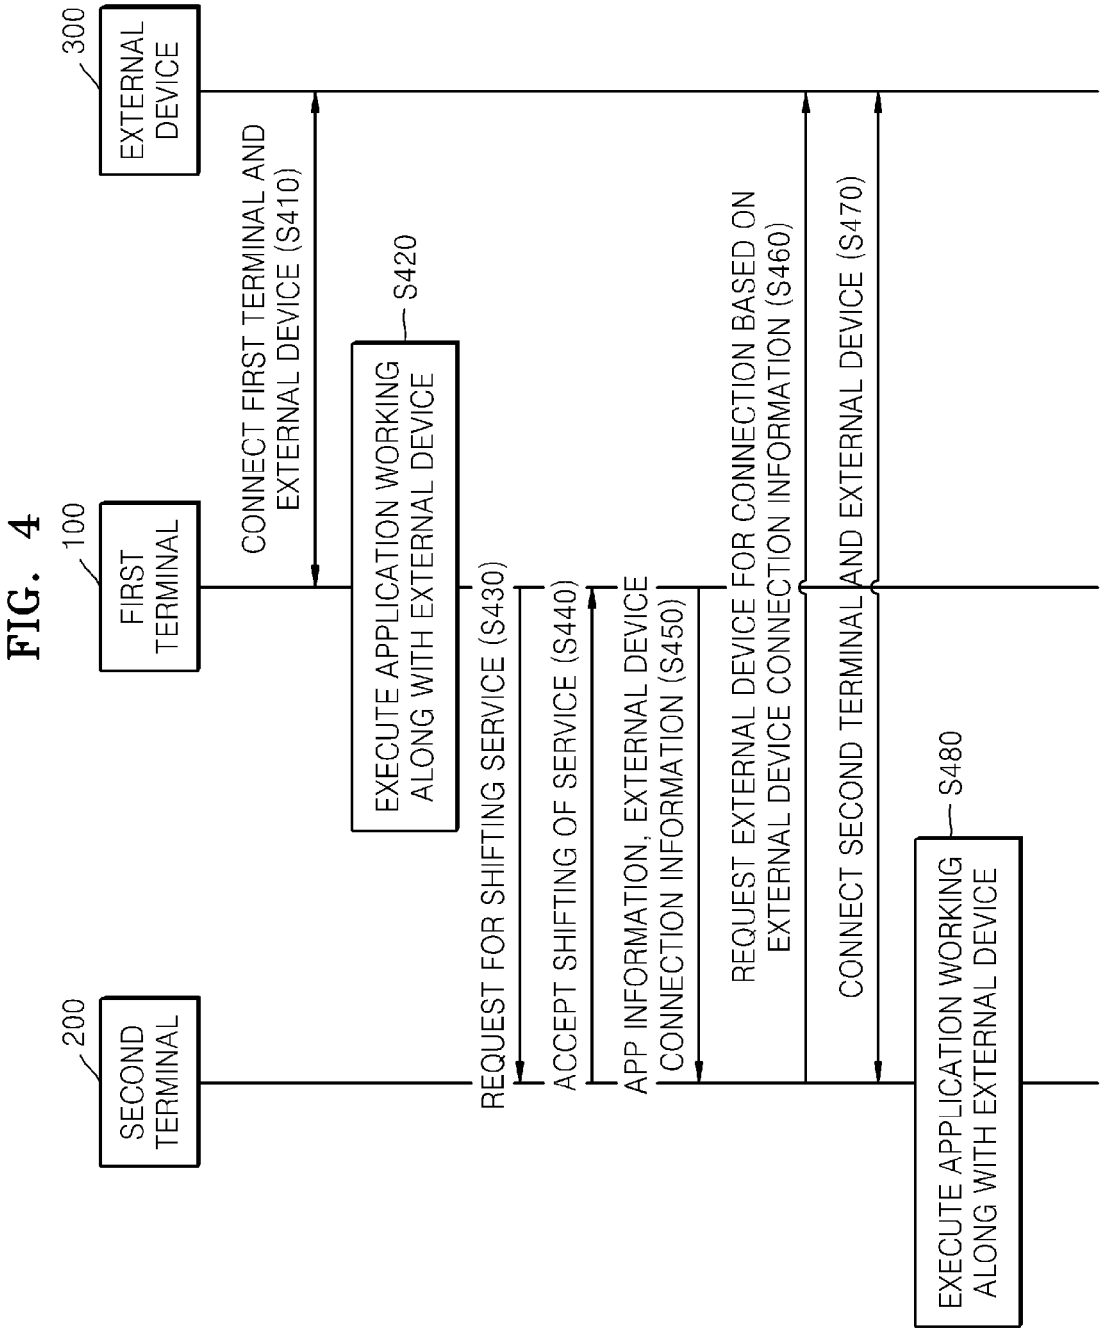 FIG. 4
200
SECOND
TERMINAL
100
FIRST
TERMINAL
300
EXTERNAL
DEVICE
CONNECT FIRST TERMINAL AND
EXTERNAL DEVICE (S410)
EXECUTE APPLICATION WORKING
ALONG WITH EXTERNAL DEVICE
S420
REQUEST FOR SHIFTING SERVICE (S430)
ACCEPT SHIFTING OF SERVICE (S440)
APP INFORMATION, EXTERNAL DEVICE
CONNECTION INFORMATION (S450)
REQUEST EXTERNAL DEVICE FOR CONNECTION BASED ON
EXTERNAL DEVICE CONNECTION INFORMATION (S460)
CONNECT SECOND TERMINAL AND EXTERNAL DEVICE (S470)
EXECUTE APPLICATION WORKING
ALONG WITH EXTERNAL DEVICE
S480